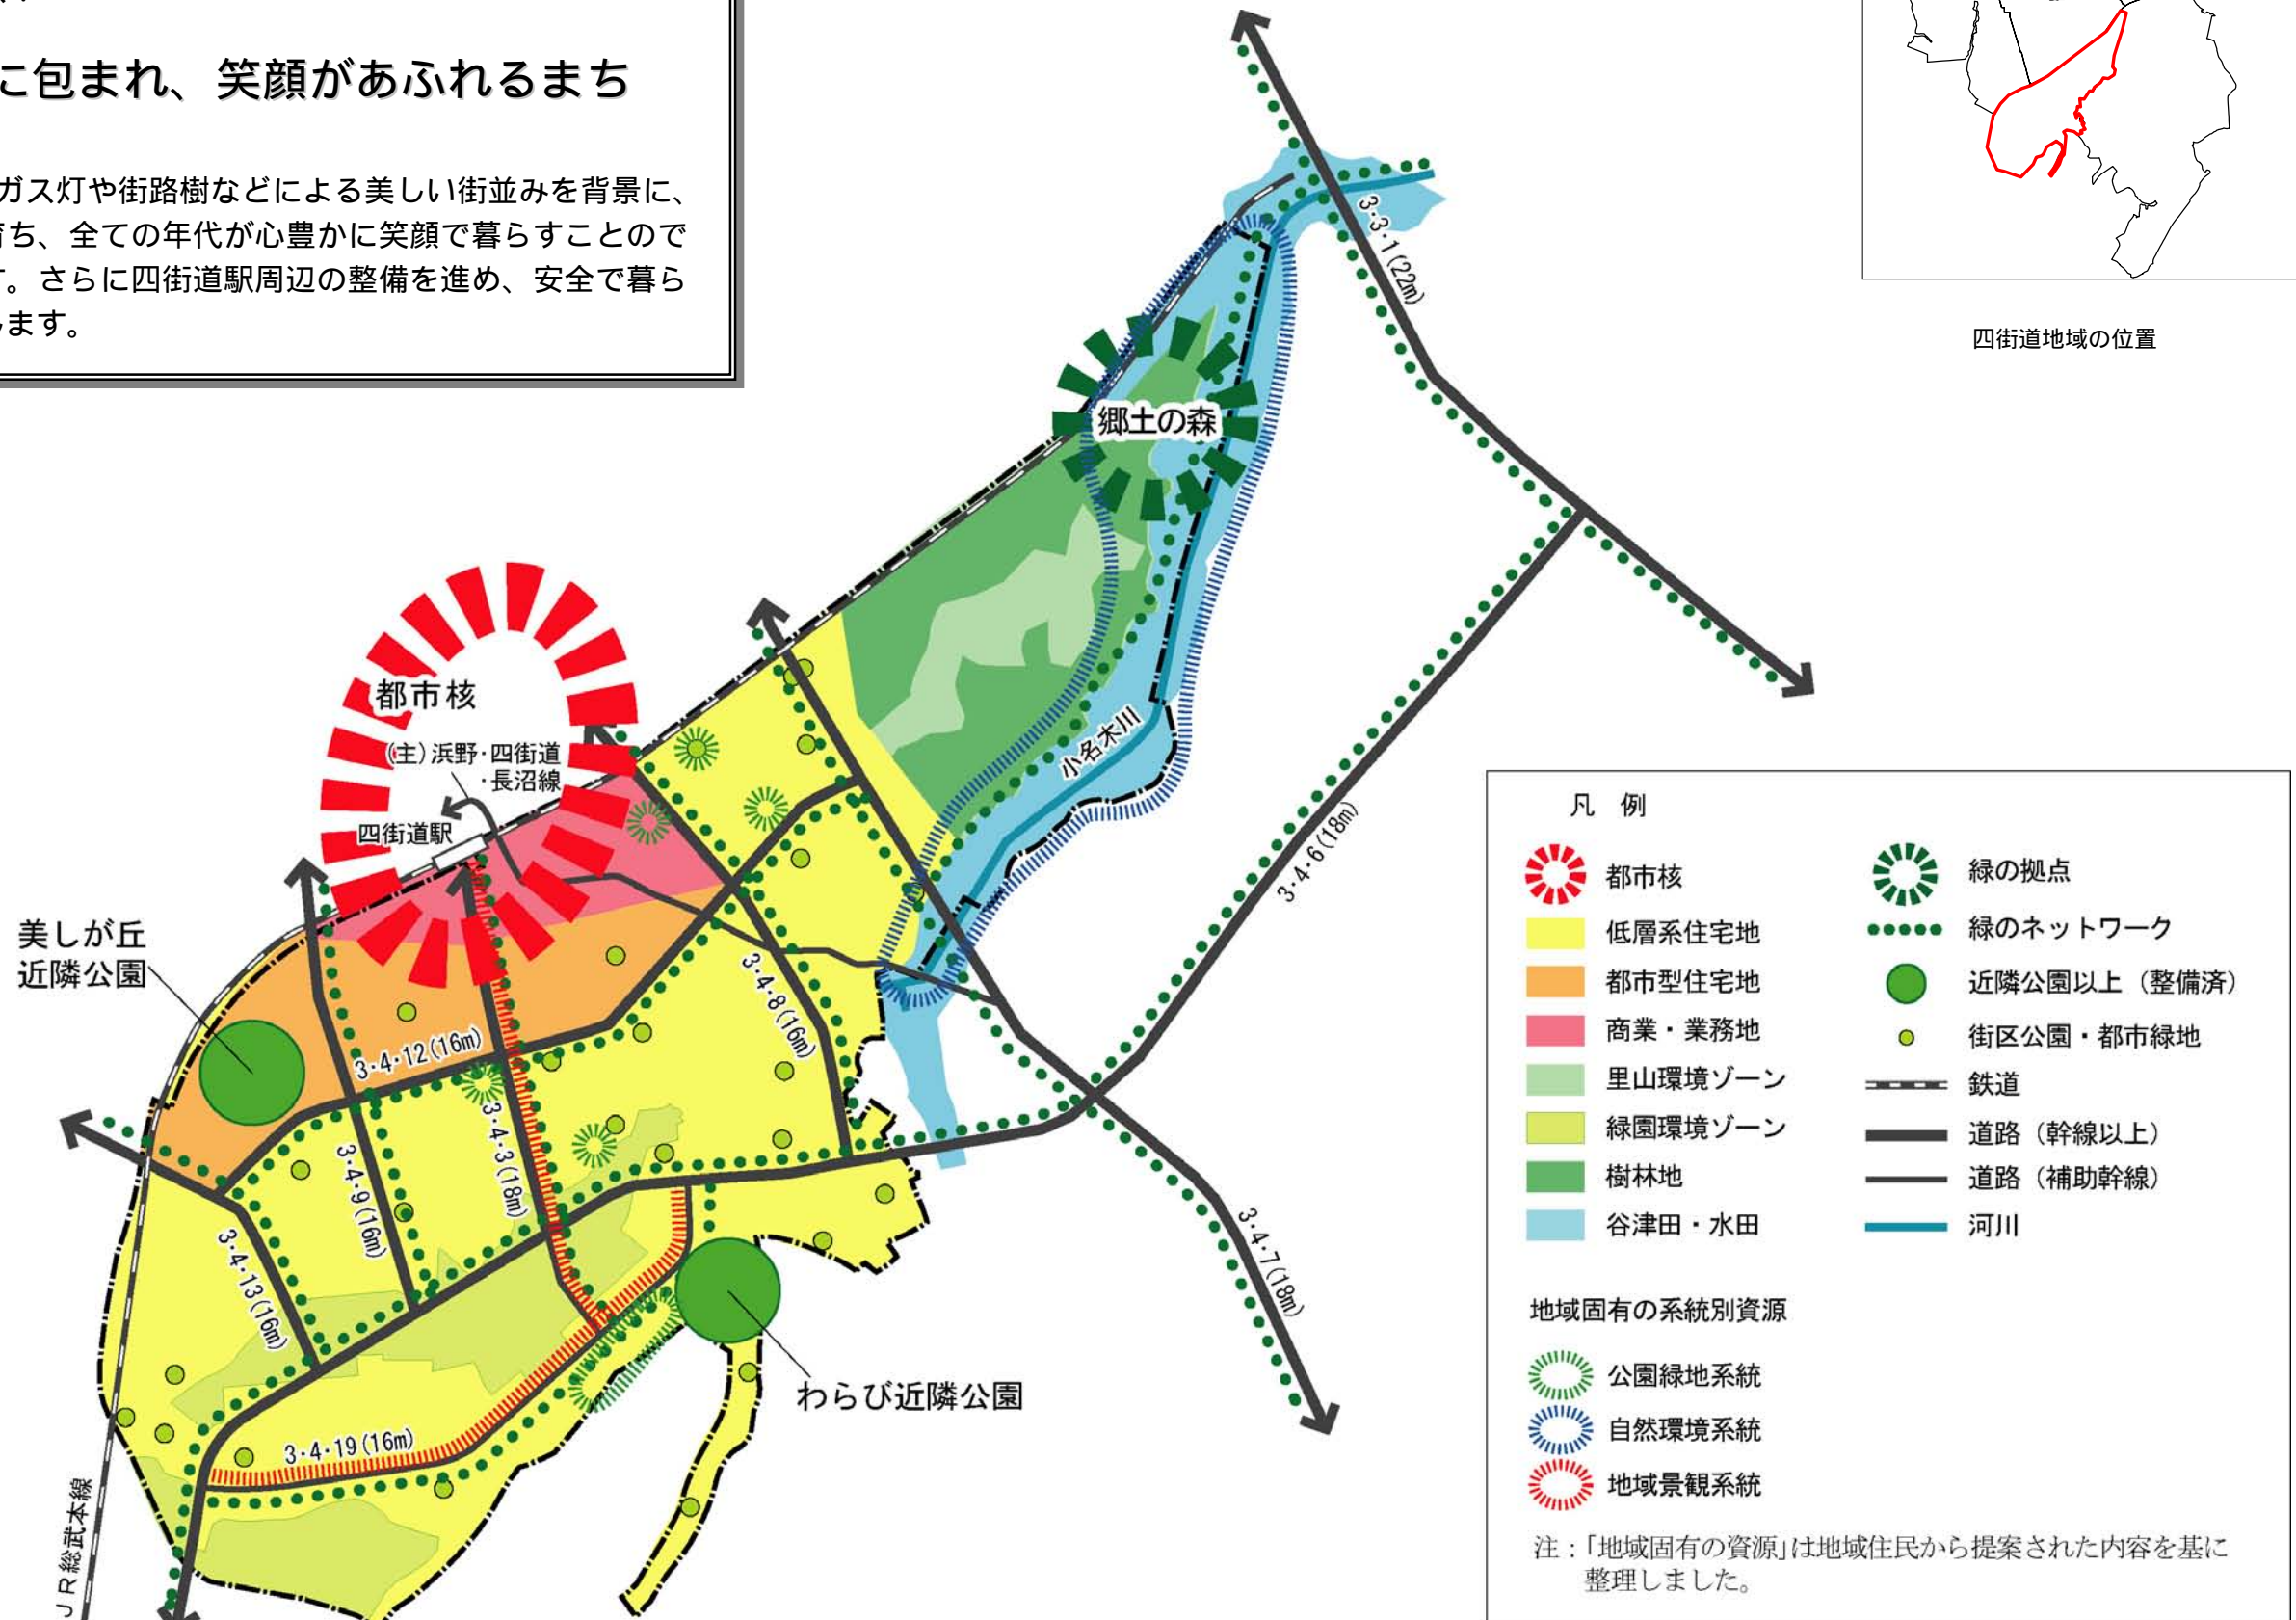 に包まれ、笑顔があふれるまち
ガス灯や街路樹などによる美しい街並みを背景に、
育ち、全ての年代が心豊かに笑顔で暮らすことので
す。さらに四街道駅周辺の整備を進め、安全で暮ら
します。
四街道地域の位置
3・3・1(22m)
郷土の森
都市核
(主)浜野・四街道
・長沼線
四街道駅
小名木川
3・4・6(18m)
美しが丘
近隣公園
3・4・8(16m)
3・4・12(16m)
3・4・3(18m)
3・4・9(16m)
3・4・13(16m)
3・4・7(18m)
わらび近隣公園
3・4・19(16m)
JR総武本線
凡 例
都市核
低層系住宅地
都市型住宅地
商業・業務地
里山環境ゾーン
緑園環境ゾーン
樹林地
谷津田・水田
緑の拠点
緑のネットワーク
近隣公園以上（整備済）
街区公園・都市緑地
鉄道
道路（幹線以上）
道路（補助幹線）
河川
地域固有の系統別資源
公園緑地系統
自然環境系統
地域景観系統
注：「地域固有の資源」は地域住民から提案された内容を基に
整理しました。